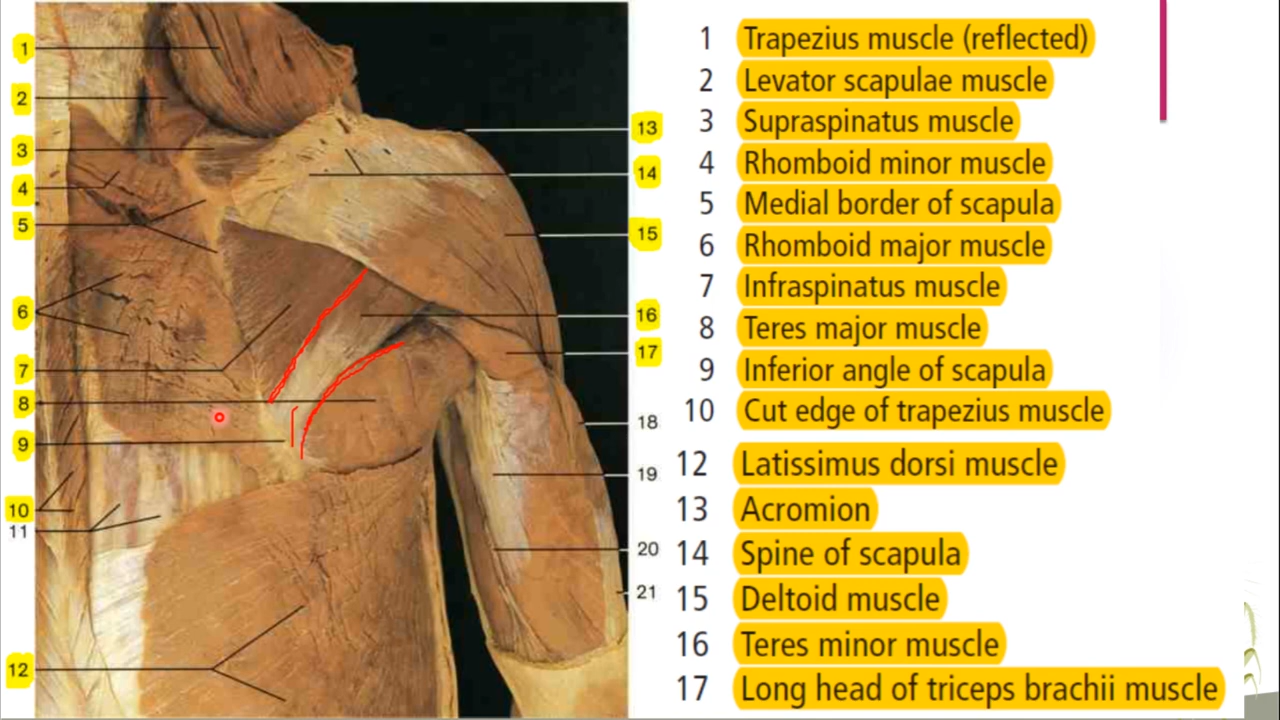 1
2
3
4
5
6
7
8
9
10
11
12
13
14
15
16
17
18
19
20
21
1 Trapezius muscle (reflected)
2 Levator scapulae muscle
3 Supraspinatus muscle
4 Rhomboid minor muscle
5 Medial border of scapula
6 Rhomboid major muscle
7 Infraspinatus muscle
8 Teres major muscle
9 Inferior angle of scapula
10 Cut edge of trapezius muscle
12 Latissimus dorsi muscle
13 Acromion
14 Spine of scapula
15 Deltoid muscle
16 Teres minor muscle
17 Long head of triceps brachii muscle